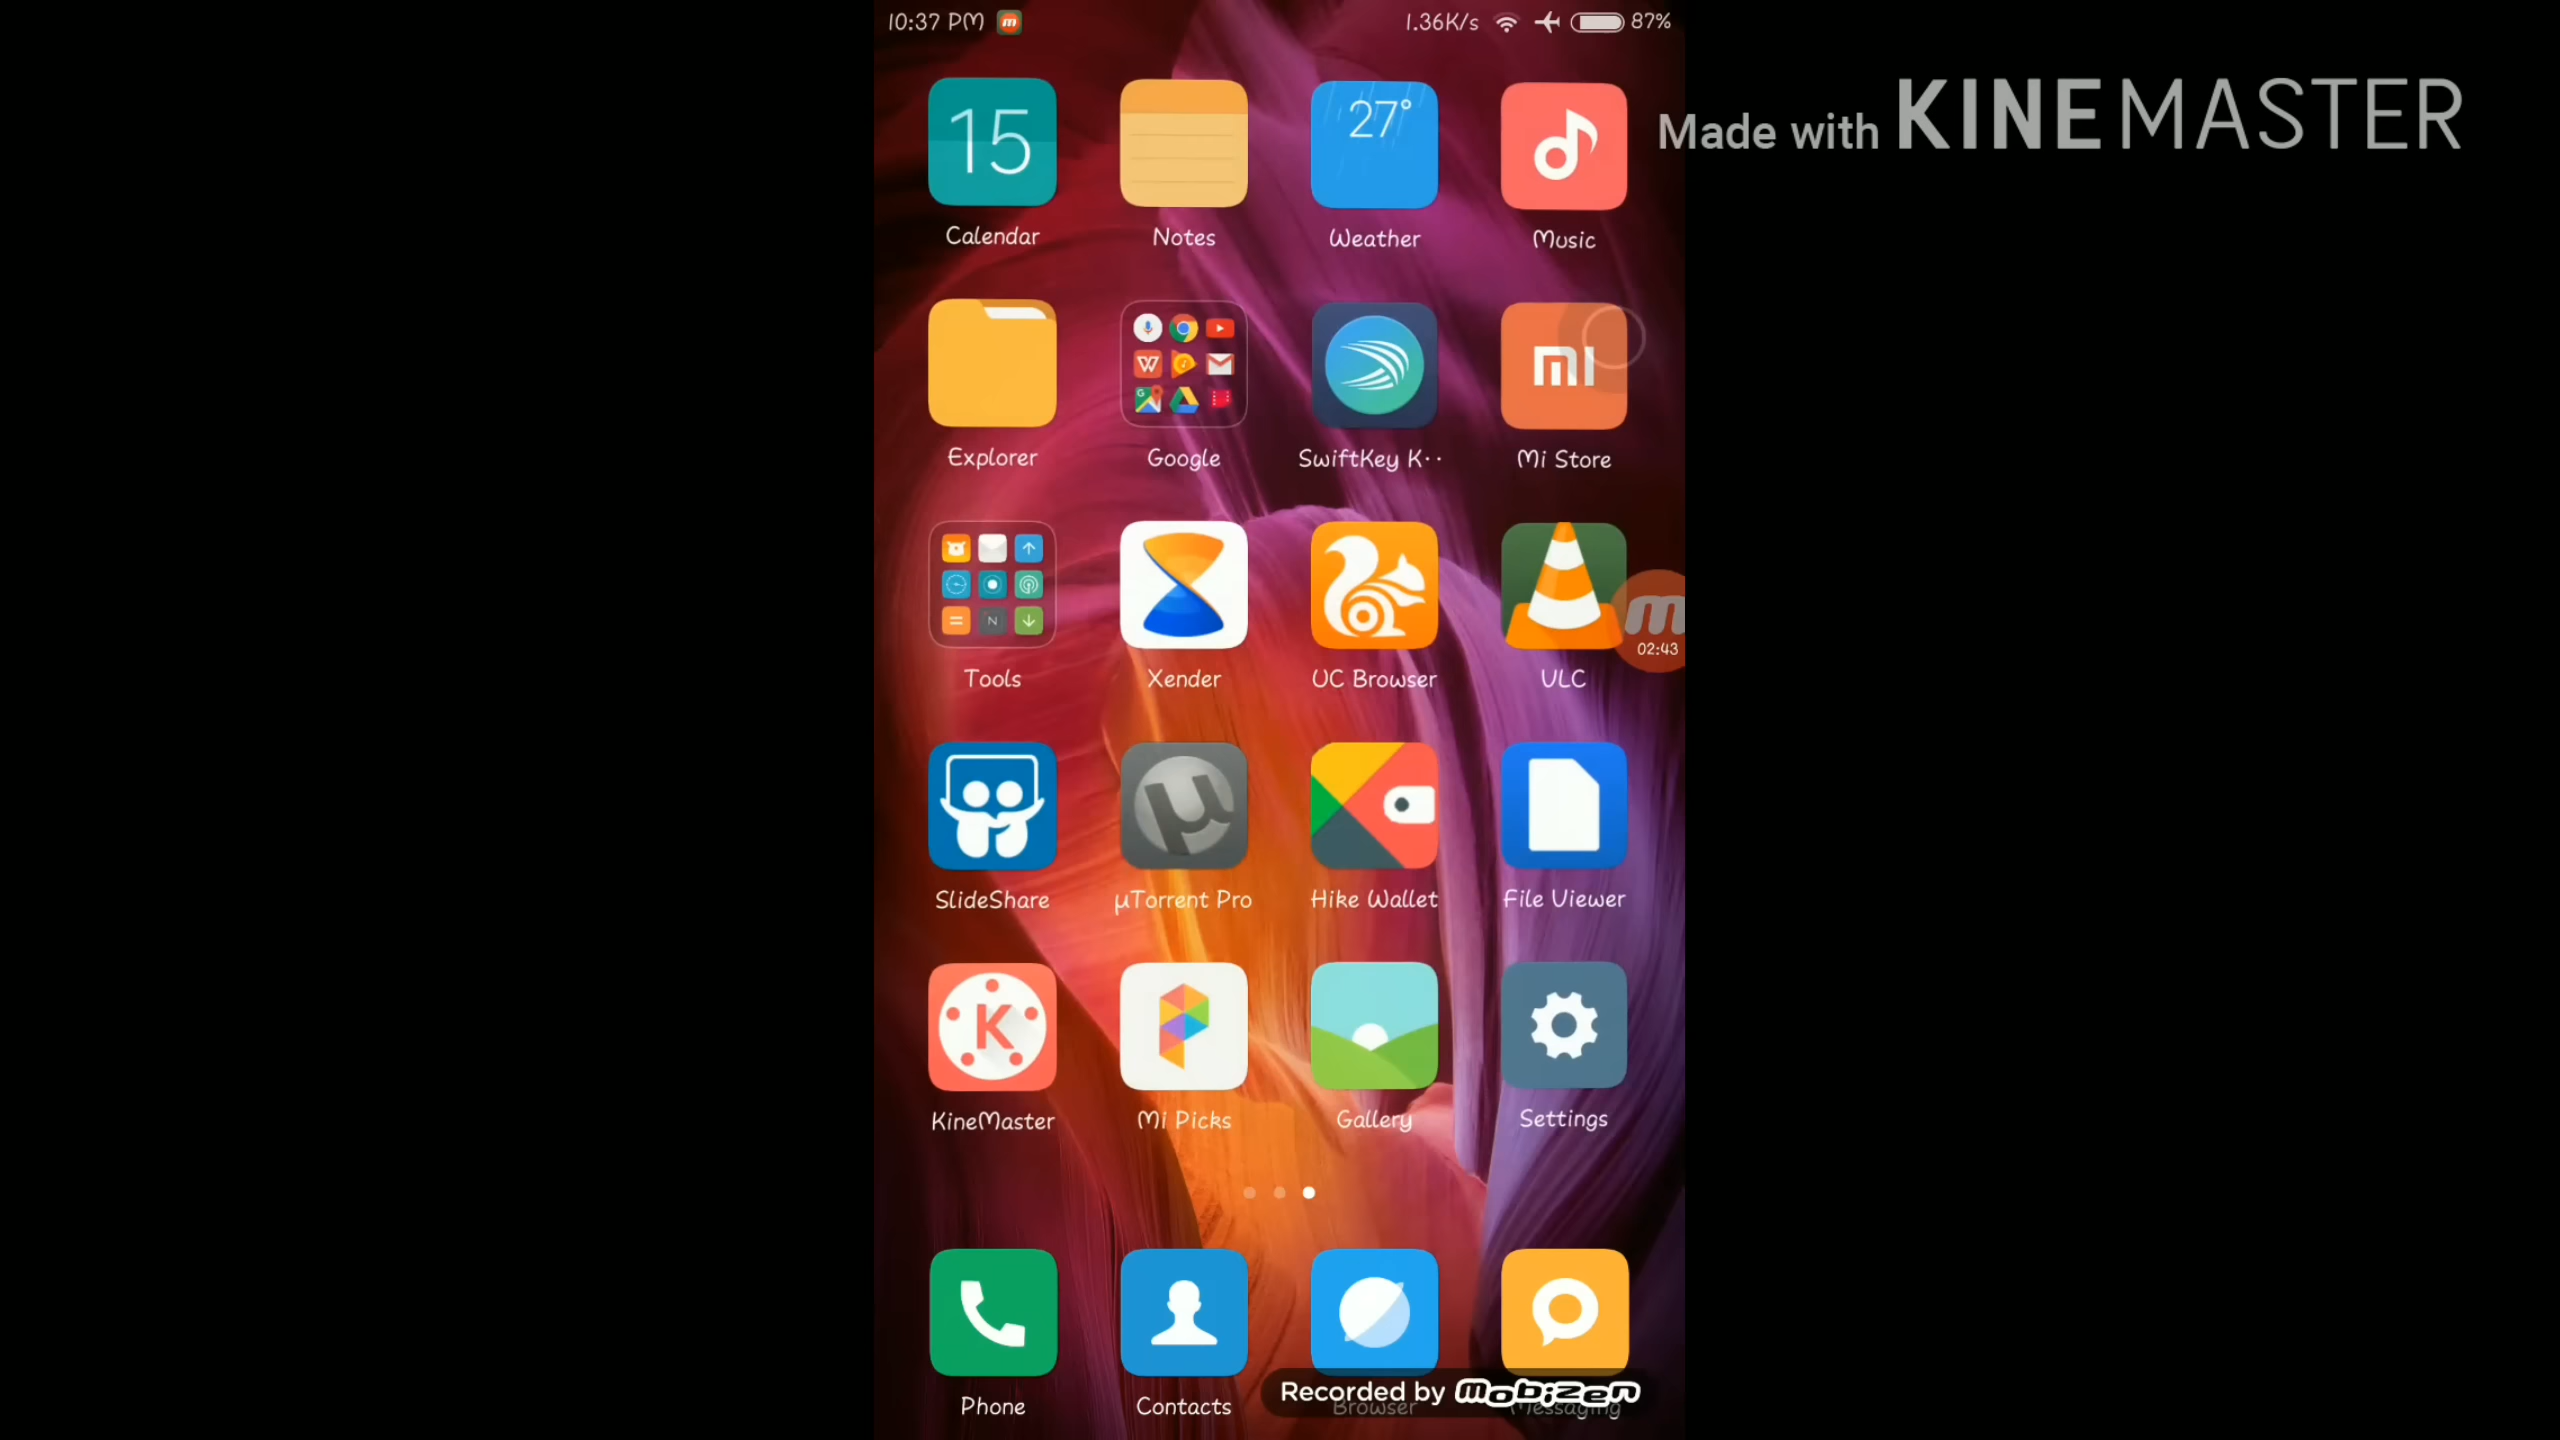 10:37 PM
1.36K/s
87%
Made with KINEMASTER
15
27°
Calendar
Notes
Weather
Music
mi
Explorer
Google
SwiftKey K··
Mi Store
m
02:43
Tools
Xender
UC Browser
VLC
SlideShare
µTorrent Pro
Hike Wallet
File Viewer
K
KineMaster
Mi Picks
Gallery
Settings
Recorded by mobizen
Phone
Contacts
Browser
Messaging